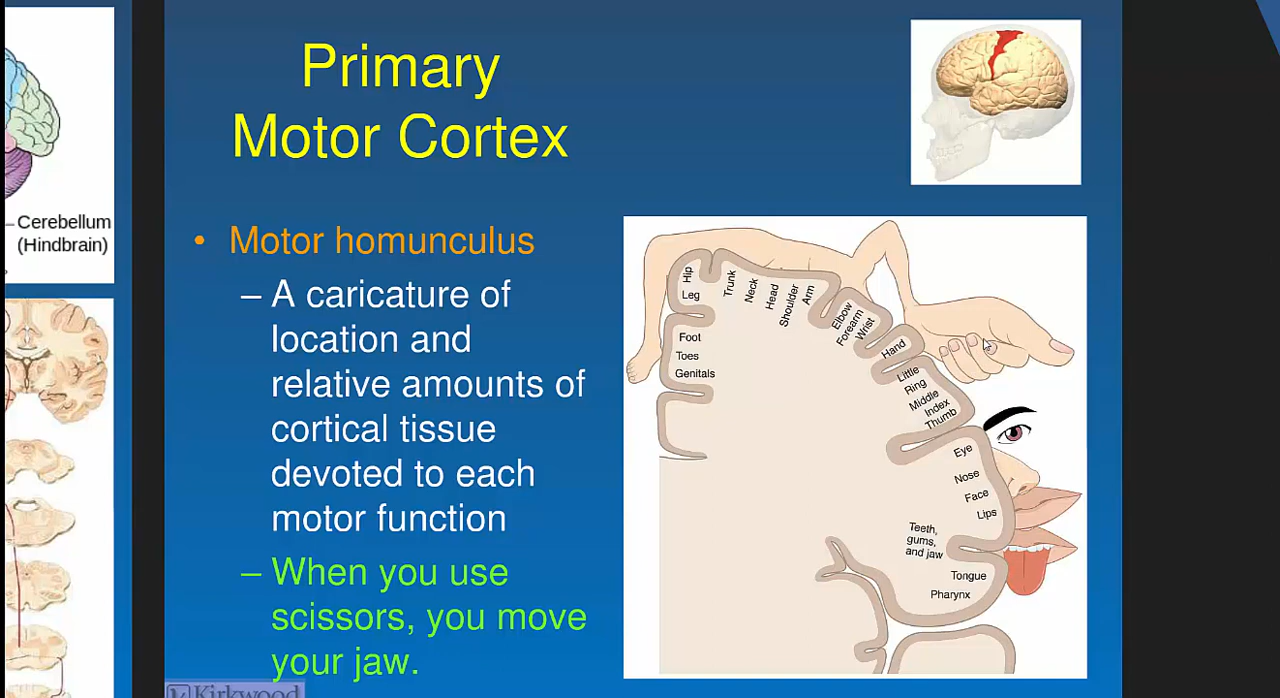 Primary
Motor Cortex
Cerebellum
(Hindbrain)
• Motor homunculus
– A caricature of
location and
relative amounts of
cortical tissue
devoted to each
motor function
– When you use
scissors, you move
your jaw.
Hip
Leg
Trunk
Neck
Head
Shoulder
Arm
Elbow
Forearm
Wrist
Foot
Toes
Genitals
Hand
Little
Ring
Middle
Index
Thumb
Eye
Nose
Face
Lips
Teeth,
gums,
and jaw
Tongue
Pharynx
Kirkwood